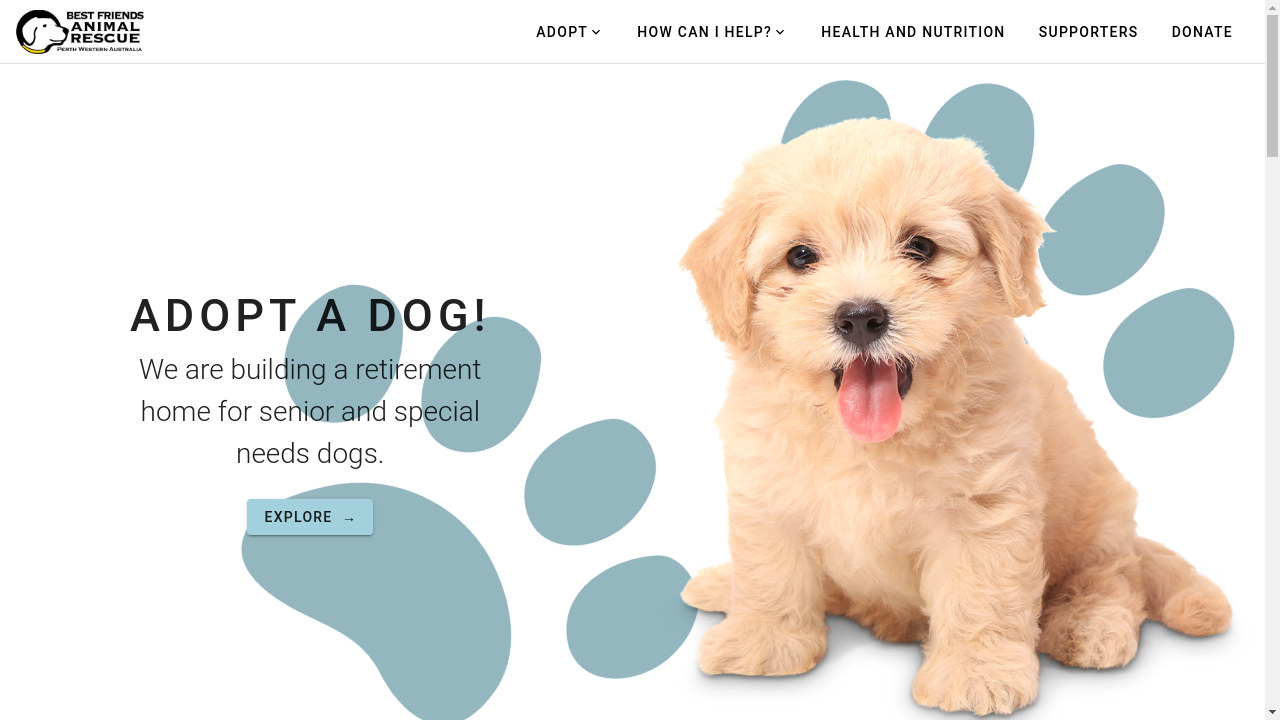 BEST FRIENDS
ANIMAL
RESCUE
PERTH WESTERN AUSTRALIA
ADOPT
HOW CAN I HELP?
HEALTH AND NUTRITION
SUPPORTERS
DONATE
ADOPT A DOG!
We are building a retirement
home for senior and special
needs dogs.
EXPLORE →